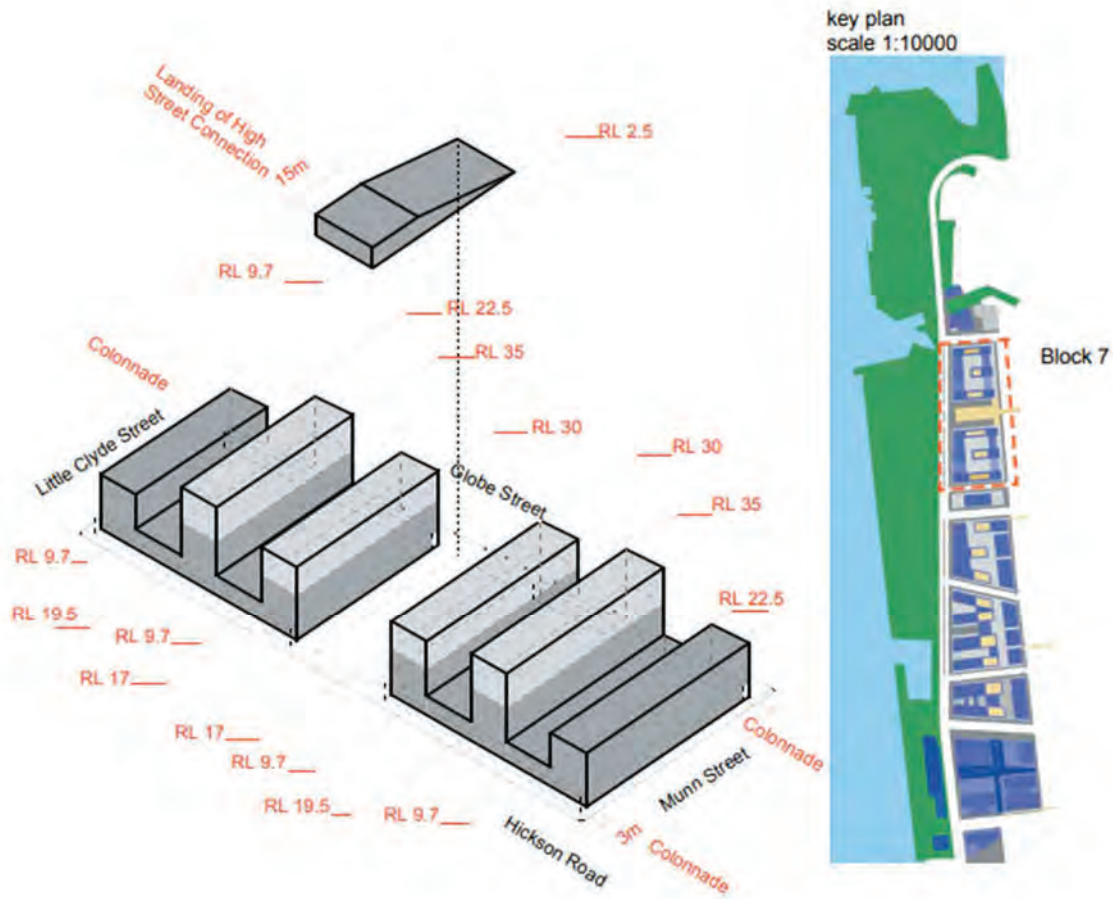 key plan
scale 1:10000
Landing of High
Street Connection 15m
RL 2.5
RL 9.7
RL 22.5
RL 35
Block 7
Colonnade
Little Clyde Street
RL 30
RL 30
Globe Street
RL 35
RL 9.7
RL 22.5
RL 19.5
RL 9.7
RL 17
RL 17
RL 9.7
Colonnade
Munn Street
RL 19.5
RL 9.7
Hickson Road
3m Colonnade